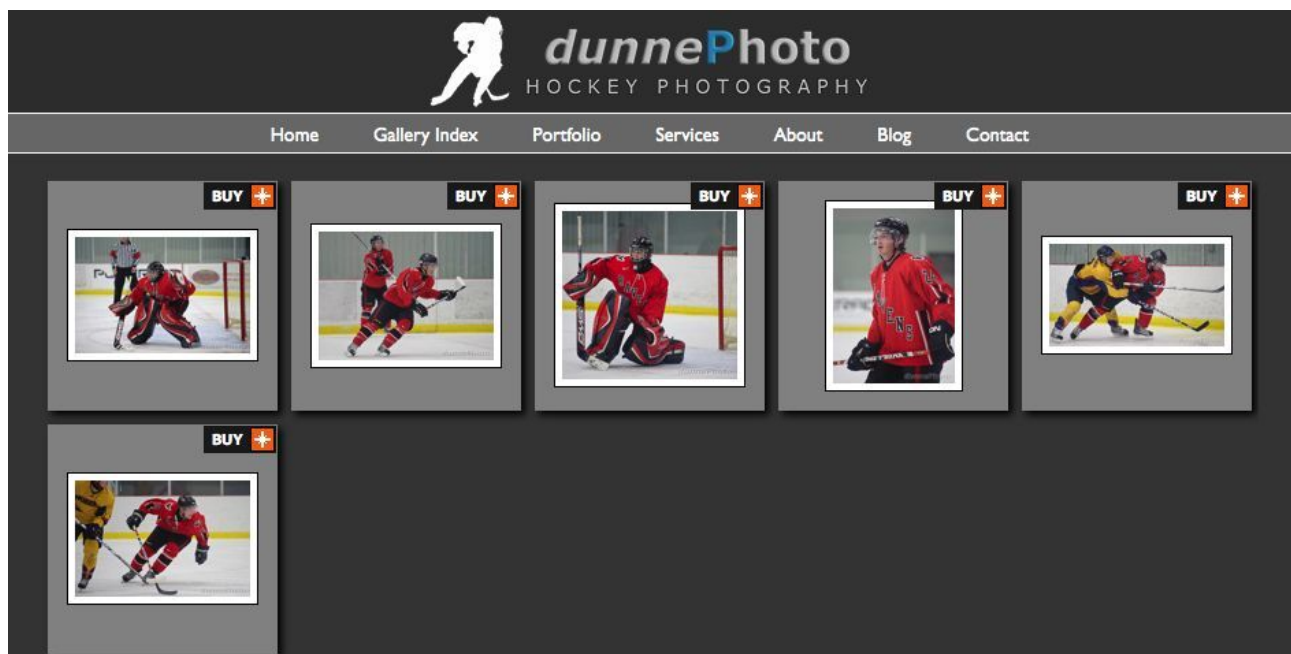 dunnePhoto
HOCKEY PHOTOGRAPHY
Home Gallery Index Portfolio Services About Blog Contact
BUY BUY BUY BUY BUY
BUY